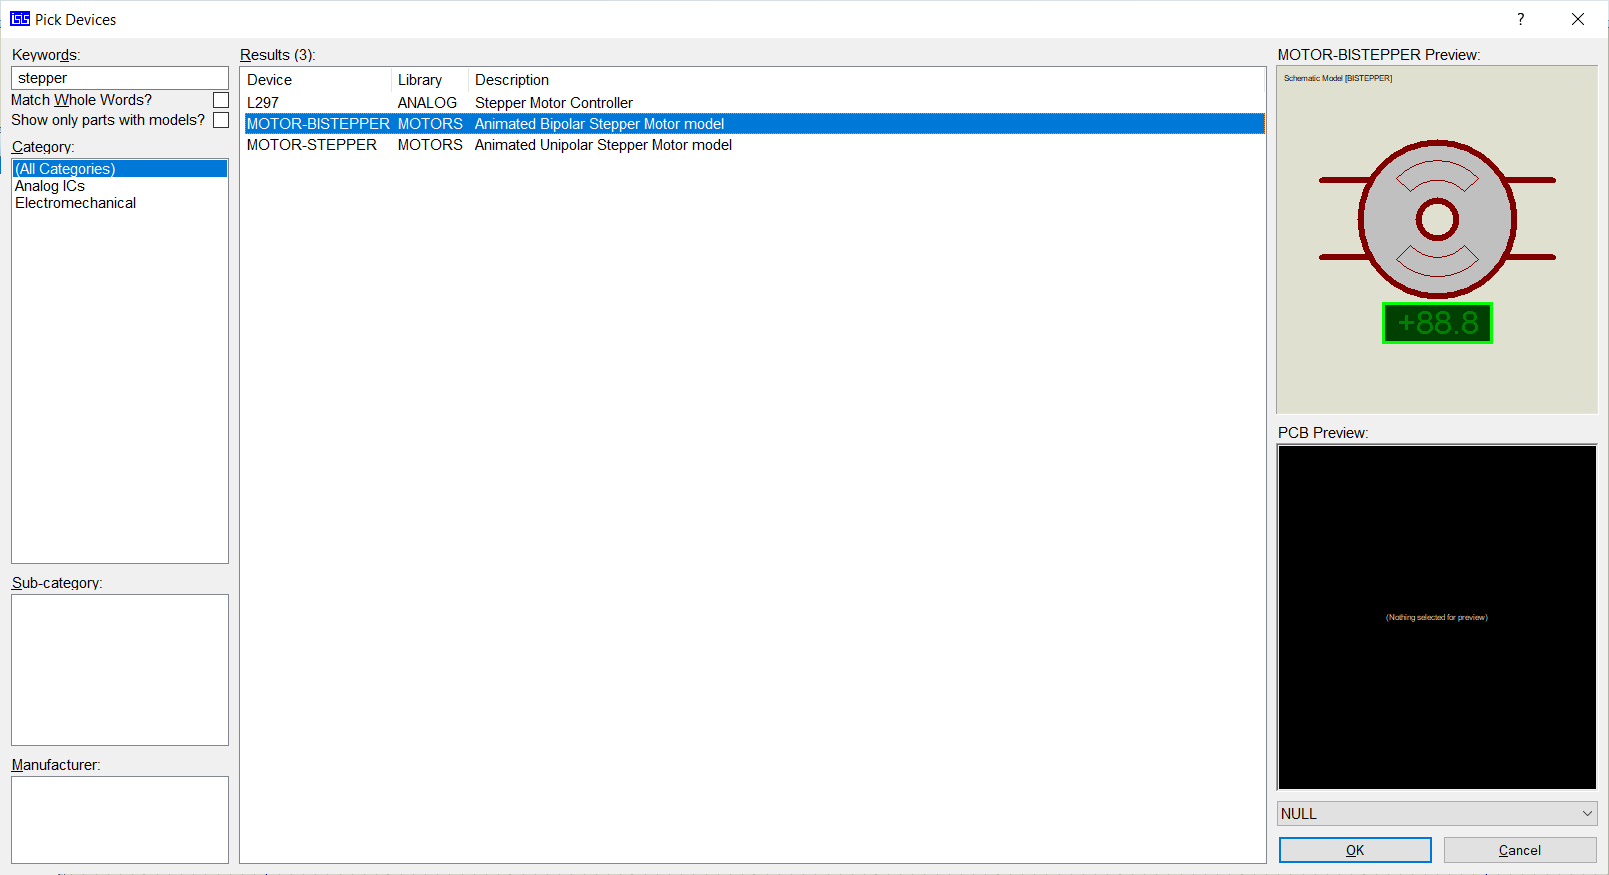 isis Pick Devices
Keywords:
stepper
Match Whole Words?
Show only parts with models?
Category:
(All Categories)
Analog ICs
Electromechanical
Sub-category:
Manufacturer:
Results (3):
Device Library Description
L297 ANALOG Stepper Motor Controller
MOTOR-BISTEPPER MOTORS Animated Bipolar Stepper Motor model
MOTOR-STEPPER MOTORS Animated Unipolar Stepper Motor model
MOTOR-BISTEPPER Preview:
Schematic Model [BISTEPPER]
+88.8
PCB Preview:
(Nothing selected for preview)
NULL
OK Cancel